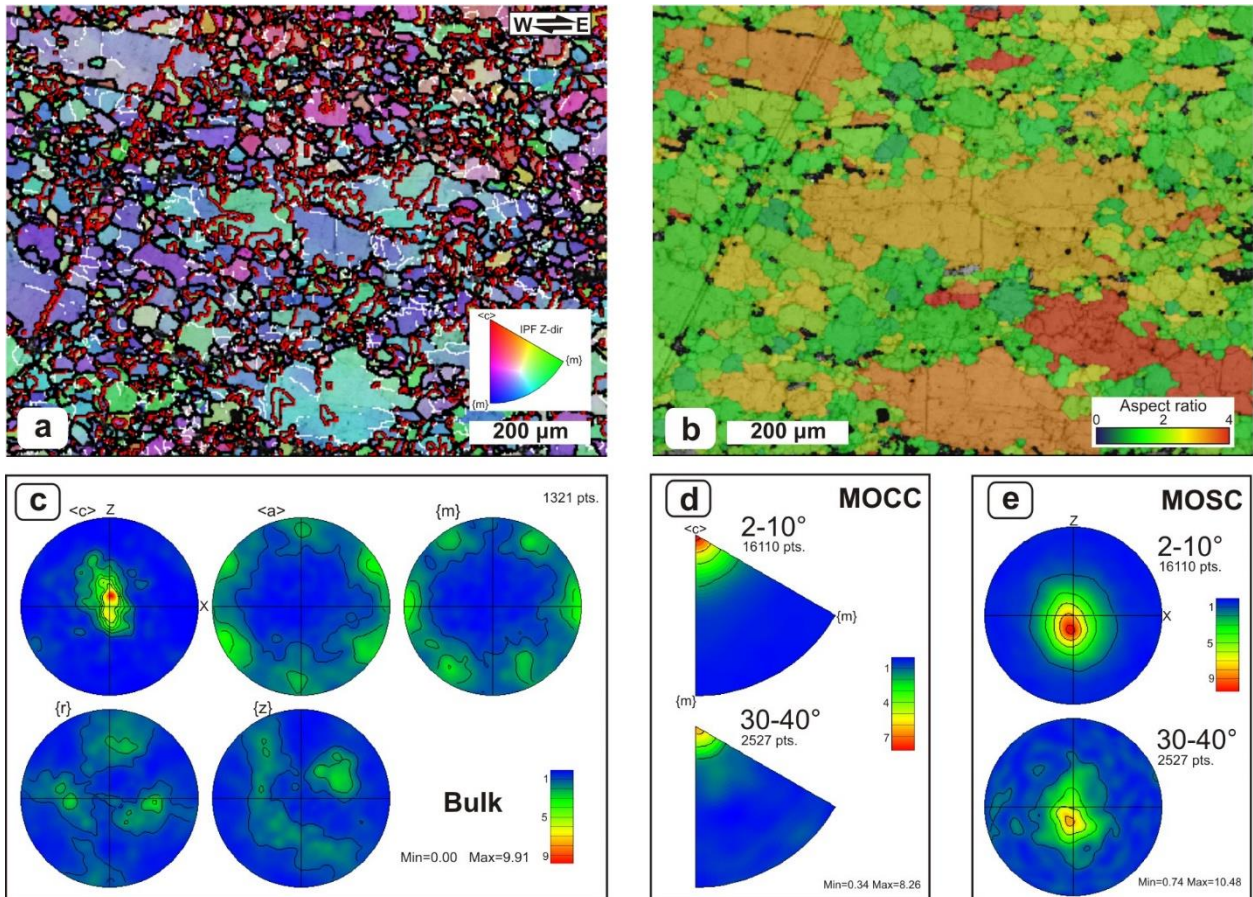 W E
<c>
IPF Z-dir
{m}
{m}
a
200 µm
b
200 µm
Aspect ratio
0 2 4
c
1321 pts.
<c> Z
<a>
{m}
X
{r}
{z}
Bulk
Min=0.00 Max=9.91
1
5
9
d
MOCC
<c>
2-10°
16110 pts.
{m}
{m}
30-40°
2527 pts.
1
4
7
Min=0.34 Max=8.26
e
MOSC
Z
2-10°
16110 pts.
X
1
5
9
30-40°
2527 pts.
Min=0.74 Max=10.48